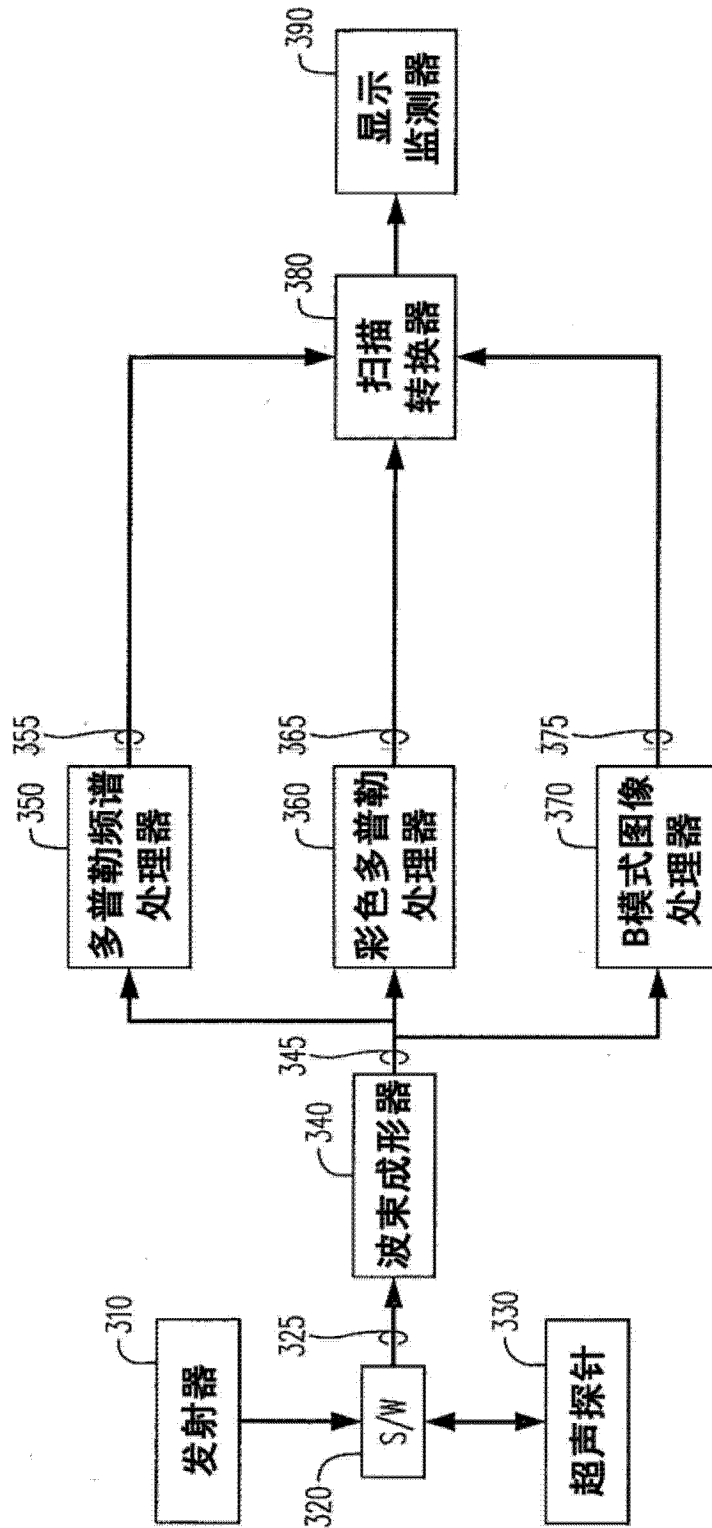 310
发射器
320
S/W
325
330
超声探针
340
波束成形器
345
350
多普勒频谱
处理器
355
360
彩色多普勒
处理器
365
370
B模式图像
处理器
375
380
扫描
转换器
390
显示
监测器